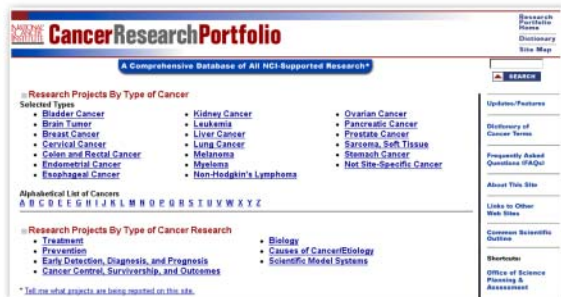 NATIONAL CANCER INSTITUTE
CancerResearchPortfolio
Research Portfolio Home
Dictionary
Site Map
A Comprehensive Database of All NCI-Supported Research*
SEARCH
Research Projects By Type of Cancer
Selected Types
Bladder Cancer
Brain Tumor
Breast Cancer
Cervical Cancer
Colon and Rectal Cancer
Endometrial Cancer
Esophageal Cancer
Kidney Cancer
Leukemia
Liver Cancer
Lung Cancer
Melanoma
Myeloma
Non-Hodgkin's Lymphoma
Ovarian Cancer
Pancreatic Cancer
Prostate Cancer
Sarcoma, Soft Tissue
Stomach Cancer
Not Site-Specific Cancer
Alphabetical List of Cancers
A B C D E F G H I J K L M N O P Q R S T U V W X Y Z
Research Projects By Type of Cancer Research
Treatment
Prevention
Early Detection, Diagnosis, and Prognosis
Cancer Control, Survivorship, and Outcomes
Biology
Causes of Cancer/Etiology
Scientific Model Systems
* Tell me what projects are being reported on this site.
Updates/Features
Dictionary of
Cancer Terms
Frequently Asked
Questions (FAQs)
About This Site
Links to Other
Web Sites
Common Scientific
Outline
Shortcuts:
Office of Science
Planning &
Assessment